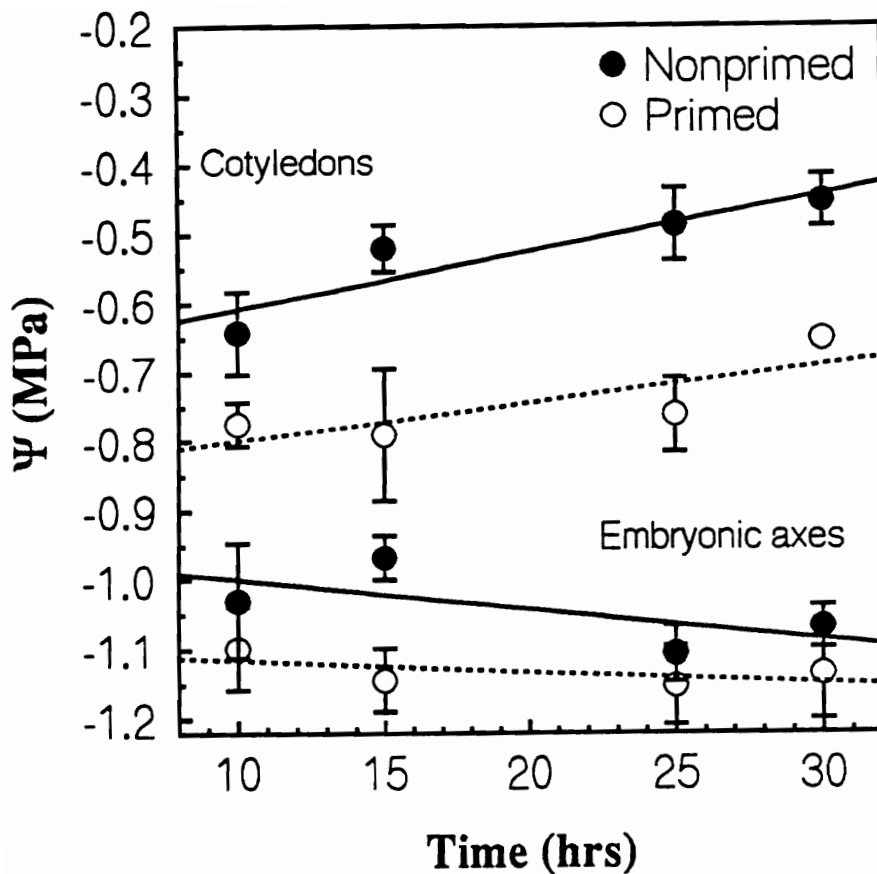 -0.2
-0.3
-0.4
-0.5
-0.6
-0.7
-0.8
-0.9
-1.0
-1.1
-1.2
Ψ (MPa)
Nonprimed
Primed
Cotyledons
Embryonic axes
10 15 20 25 30
Time (hrs)